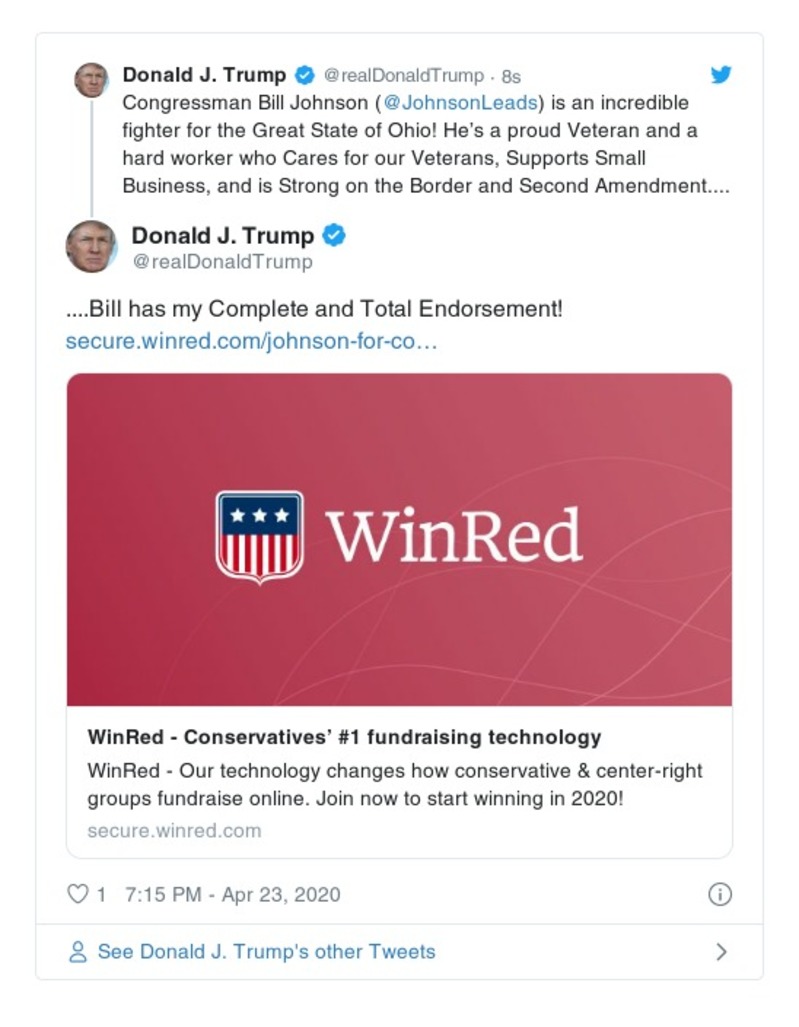 Donald J. Trump @realDonaldTrump · 8s
Congressman Bill Johnson (@JohnsonLeads) is an incredible
fighter for the Great State of Ohio! He’s a proud Veteran and a
hard worker who Cares for our Veterans, Supports Small
Business, and is Strong on the Border and Second Amendment....
Donald J. Trump
@realDonaldTrump
....Bill has my Complete and Total Endorsement!
secure.winred.com/johnson-for-co…
WinRed
WinRed - Conservatives’ #1 fundraising technology
WinRed - Our technology changes how conservative & center-right
groups fundraise online. Join now to start winning in 2020!
secure.winred.com
1 7:15 PM - Apr 23, 2020
See Donald J. Trump's other Tweets